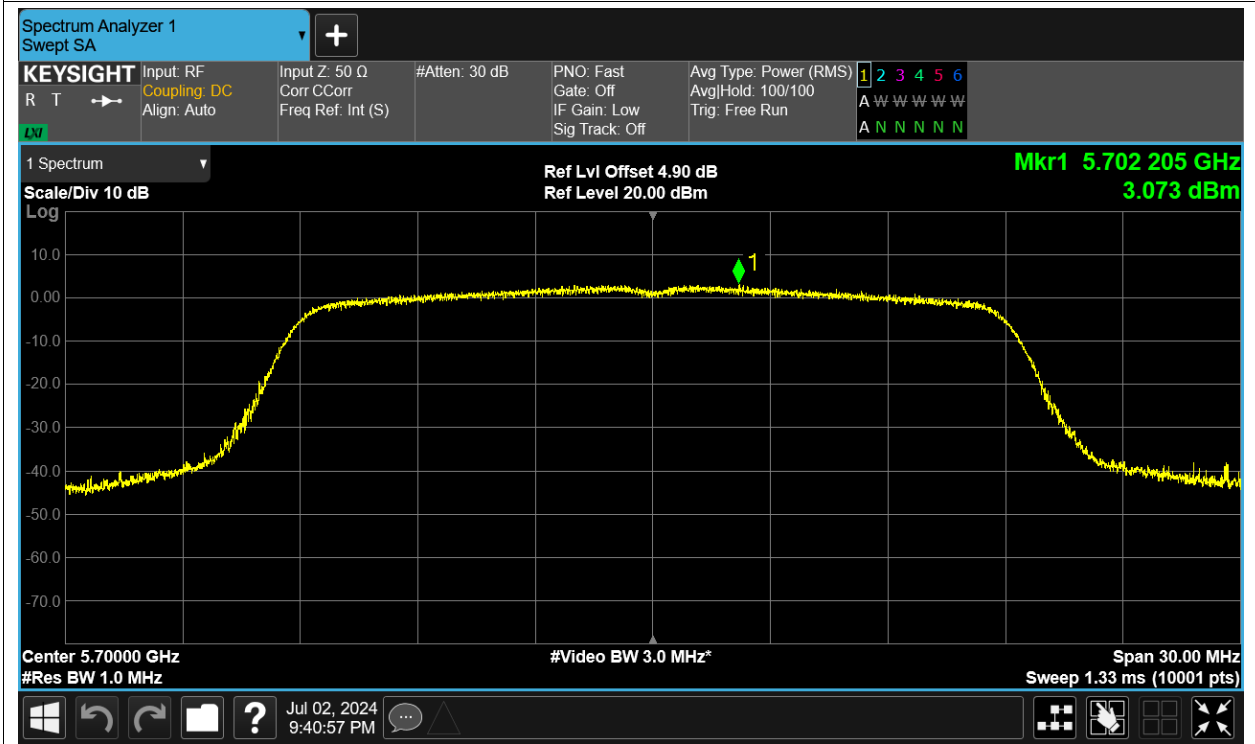 Spectrum Analyzer 1
Swept SA
KEYSIGHT Input: RF Input Z: 50 Ω #Atten: 30 dB PNO: Fast Avg Type: Power (RMS) 1 2 3 4 5 6
R T Coupling: DC Corr CCorr Gate: Off Avg|Hold: 100/100 A W W W W W
Align: Auto Freq Ref: Int (S) IF Gain: Low Trig: Free Run
LXI Sig Track: Off A N N N N N
1 Spectrum Ref Lvl Offset 4.90 dB Mkr1 5.702 205 GHz
Scale/Div 10 dB Ref Level 20.00 dBm 3.073 dBm
Log
10.0
1
0.00
-10.0
-20.0
-30.0
-40.0
-50.0
-60.0
-70.0
Center 5.70000 GHz #Video BW 3.0 MHz* Span 30.00 MHz
#Res BW 1.0 MHz Sweep 1.33 ms (10001 pts)
? Jul 02, 2024
9:40:57 PM